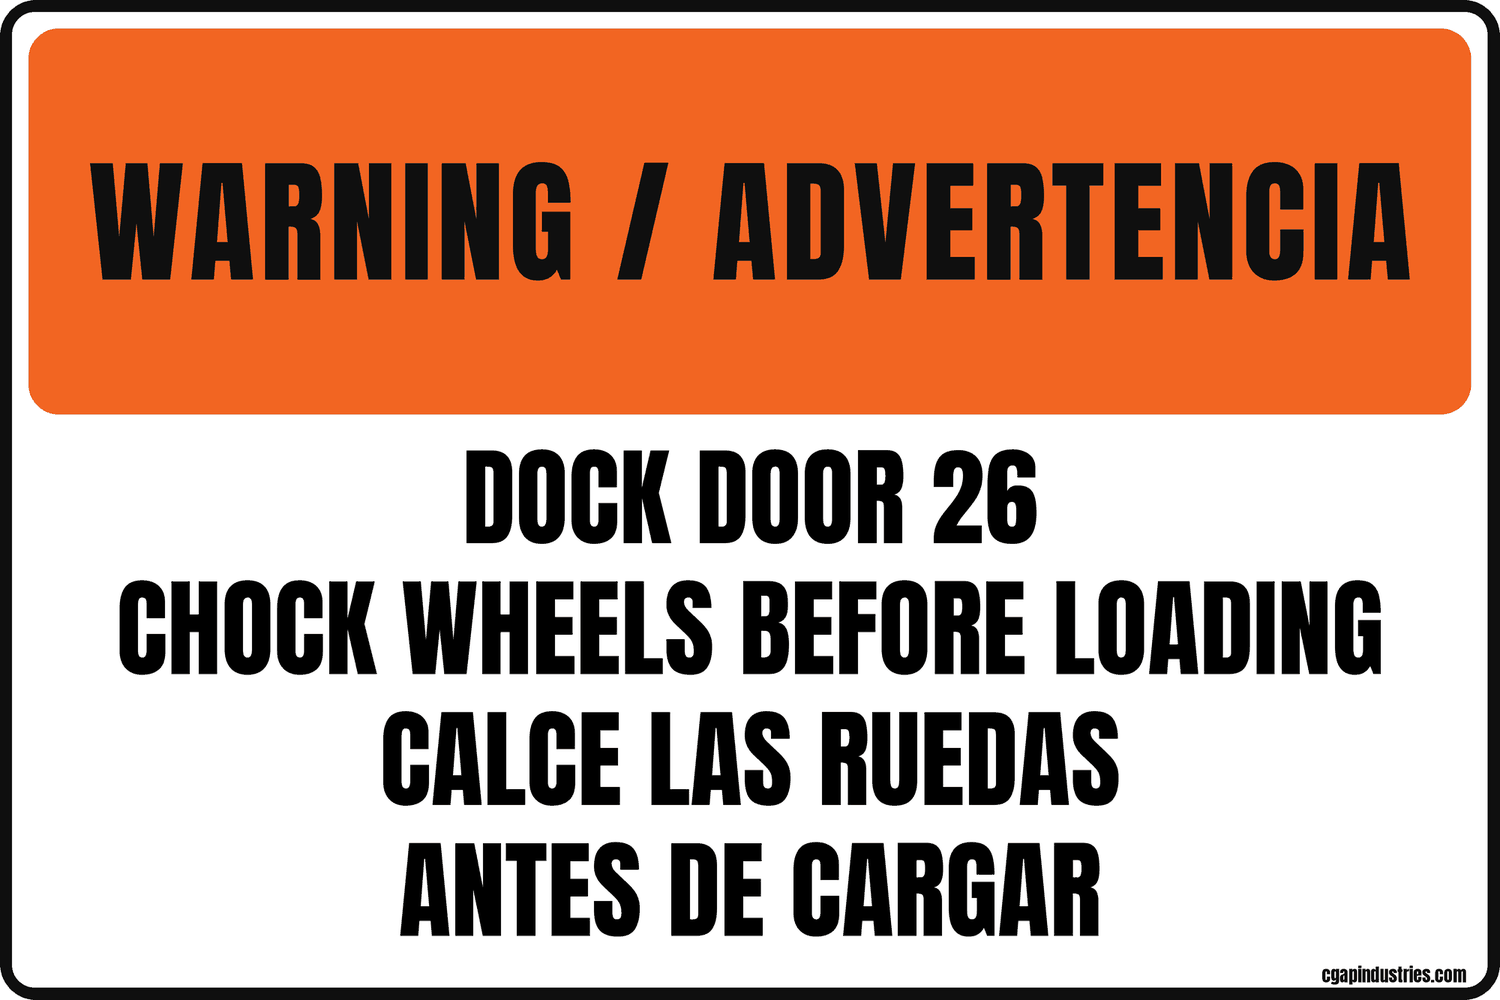 WARNING / ADVERTENCIA
DOCK DOOR 26
CHOCK WHEELS BEFORE LOADING
CALCE LAS RUEDAS
ANTES DE CARGAR
cgapindustries.com